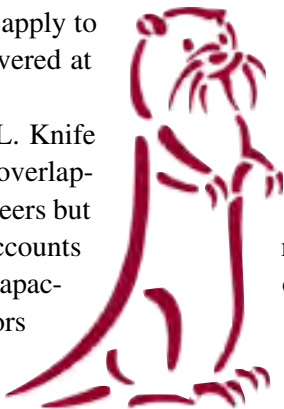 apply to
vered at
L. Knife
overlap-
eers but
ccounts
apac-
ors